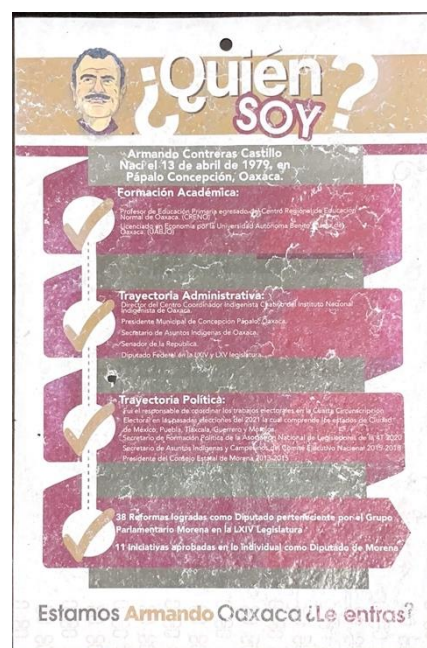 ¿Quién
SOY?
Armando Contreras Castillo
Nací el 13 de abril de 1979, en
Pápalo Concepción, Oaxaca.
Formación Académica:
Profesor de Educación Primaria egresado del Centro Regional de Educación
Normal de Oaxaca. (CRENO)
Licenciado en Economía por la Universidad Autónoma Benito Juárez de
Oaxaca. (UABJO)
Trayectoria Administrativa:
Director del Centro Coordinador Indigenista del Instituto Nacional
Indigenista de Oaxaca.
Presidente Municipal de Concepción Pápalo, Oaxaca.
Secretario de Asuntos Indígenas de Oaxaca.
Senador de la República.
Diputado Federal en la LXIV y LXV legislatura.
Trayectoria Política:
Fui el responsable de coordinar los trabajos electorales en la Cuarta Circunscripción
Electoral en las pasadas elecciones del 2021 la cual comprende los estados de Ciudad
de México, Puebla, Tlaxcala, Guerrero y Morelos.
Secretario de Formación Política de la Asociación Nacional de Legisladores de la 4T 2020
Secretario de Asuntos Indígenas y Campesinos del Comité Ejecutivo Nacional 2015-2018
Presidente del Consejo Estatal de Morena 2012-2015
38 Reformas logradas como Diputado perteneciente por el Grupo
Parlamentario Morena en la LXIV Legislatura
11 Iniciativas aprobadas en lo individual como Diputado de Morena
Estamos Armando Oaxaca ¿Le entras?